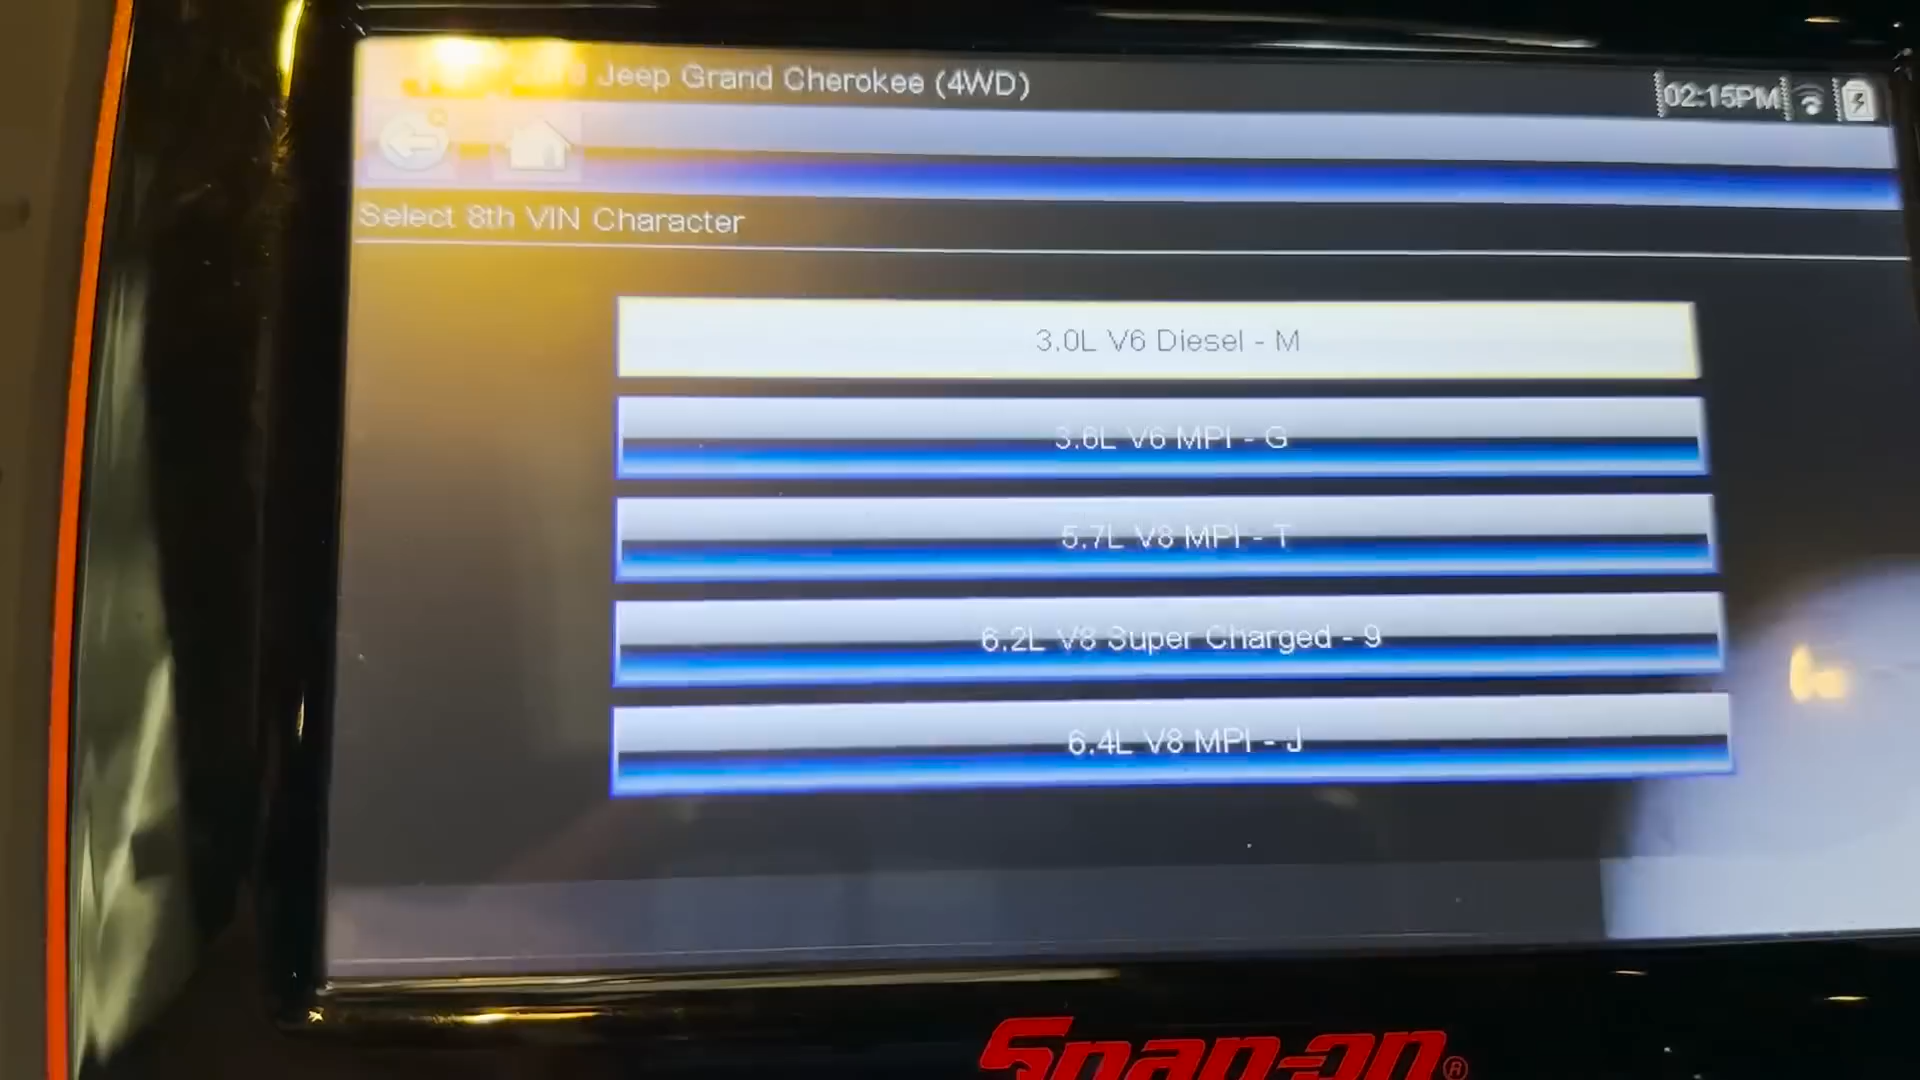 Jeep Grand Cherokee (4WD)
02:15PM
Select 8th VIN Character
3.0L V6 Diesel - M
3.6L V6 MPI - G
5.7L V8 MPI - T
6.2L V8 Super Charged - 9
6.4L V8 MPI - J
Snap-on®